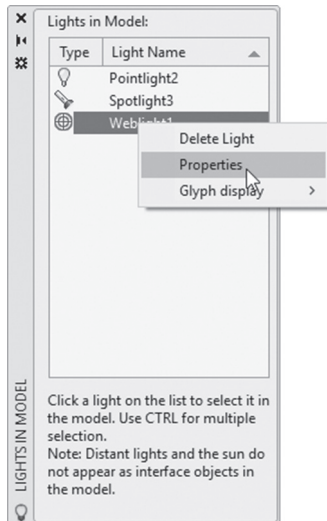 Lights in Model:
Type Light Name
Pointlight2
Spotlight3
Weblight1
Delete Light
Properties
Glyph display
LIGHTS IN MODEL
Click a light on the list to select it in
the model. Use CTRL for multiple
selection.
Note: Distant lights and the sun do
not appear as interface objects in
the model.